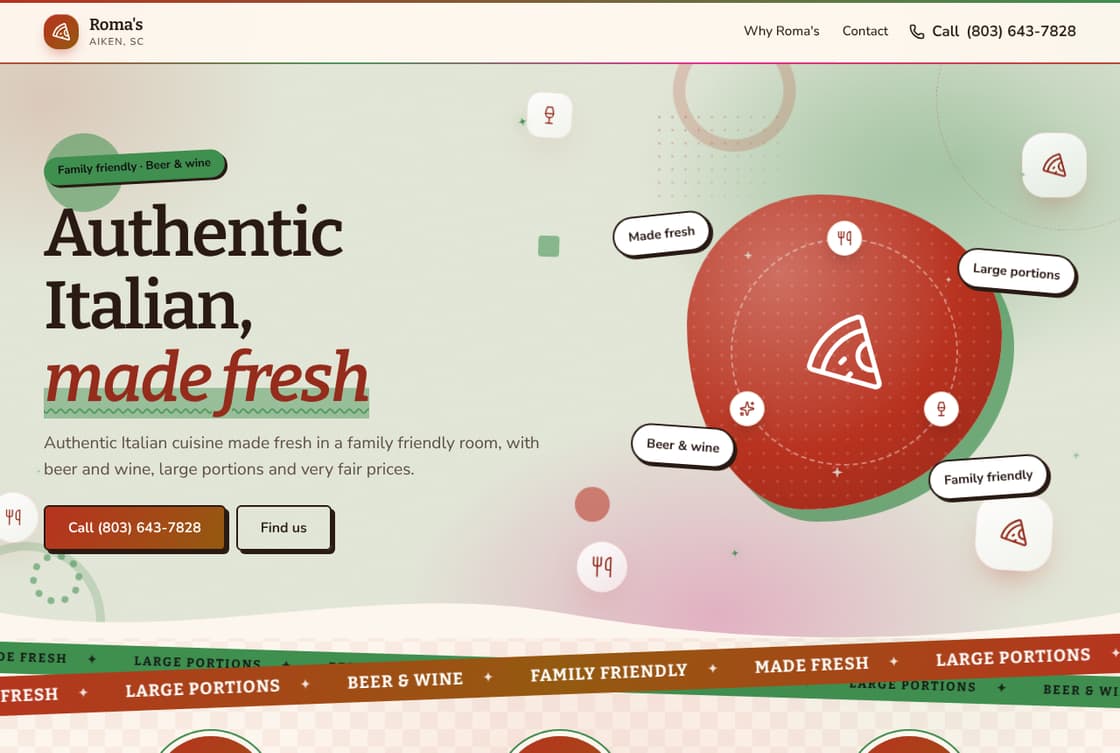 Roma's
AIKEN, SC
Why Roma's
Contact
Call (803) 643-7828
Family friendly · Beer & wine
Authentic
Italian,
made fresh
Authentic Italian cuisine made fresh in a family friendly room, with
beer and wine, large portions and very fair prices.
Call (803) 643-7828
Find us
Made fresh
Large portions
Beer & wine
Family friendly
DE FRESH ✦ LARGE PORTIONS ✦
FRESH ✦ LARGE PORTIONS ✦ BEER & WINE ✦ FAMILY FRIENDLY ✦ MADE FRESH ✦ LARGE PORTIONS ✦
LARGE PORTIONS ✦ BEER & WI